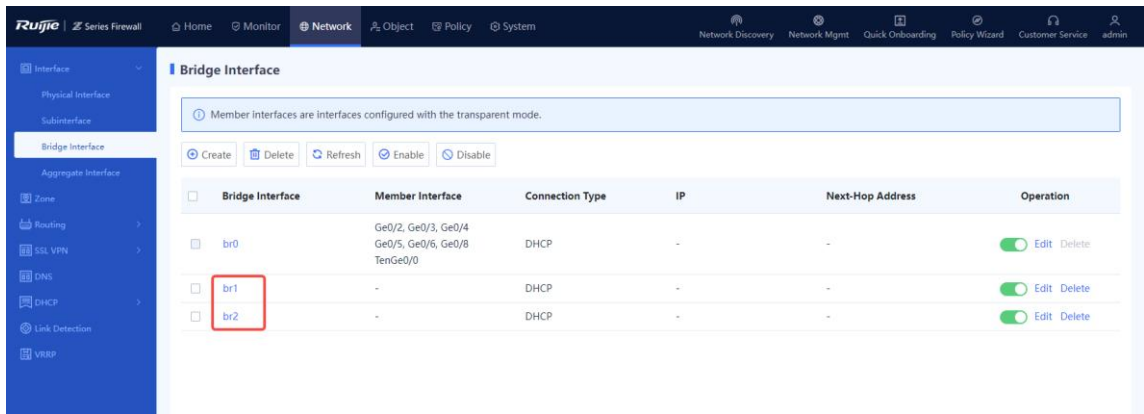 Ruijie | Z Series Firewall
Home Monitor Network Object Policy System
Network Discovery Network Mgmt Quick Onboarding Policy Wizard Customer Service admin
Interface
Physical Interface
Subinterface
Bridge Interface
Aggregate Interface
Zone
Routing
SSL VPN
DNS
DHCP
Link Detection
VRRP
Bridge Interface
Member interfaces are interfaces configured with the transparent mode.
Create Delete Refresh Enable Disable
Bridge Interface Member Interface Connection Type IP Next-Hop Address Operation
br0 Ge0/2, Ge0/3, Ge0/4
Ge0/5, Ge0/6, Ge0/8
TenGe0/0 DHCP - - Edit Delete
br1 - DHCP - - Edit Delete
br2 - DHCP - - Edit Delete